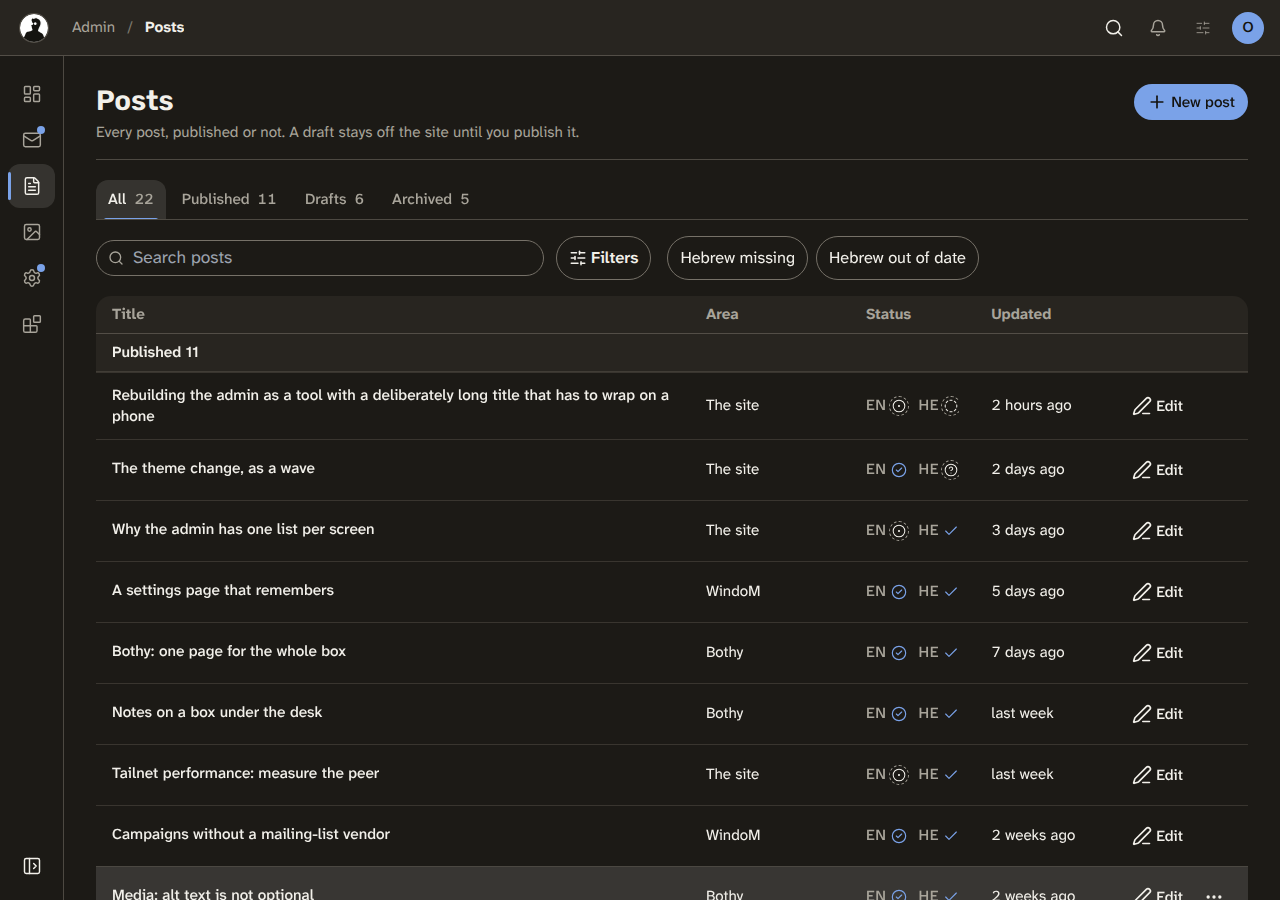 Admin / Posts
O
Posts
New post
Every post, published or not. A draft stays off the site until you publish it.
All 22 Published 11 Drafts 6 Archived 5
Search posts Filters Hebrew missing Hebrew out of date
Title Area Status Updated
Published 11
Rebuilding the admin as a tool with a deliberately long title that has to wrap on a
phone
The site EN HE 2 hours ago Edit
The theme change, as a wave The site EN HE 2 days ago Edit
Why the admin has one list per screen The site EN HE 3 days ago Edit
A settings page that remembers WindoM EN HE 5 days ago Edit
Bothy: one page for the whole box Bothy EN HE 7 days ago Edit
Notes on a box under the desk Bothy EN HE last week Edit
Tailnet performance: measure the peer The site EN HE last week Edit
Campaigns without a mailing-list vendor WindoM EN HE 2 weeks ago Edit
Media: alt text is not optional Bothy EN HE 2 weeks ago Edit